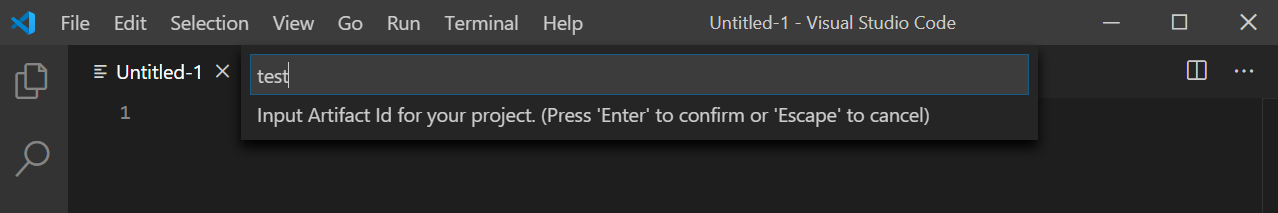 File Edit Selection View Go Run Terminal Help Untitled-1 - Visual Studio Code
Untitled-1
test
1
Input Artifact Id for your project. (Press 'Enter' to confirm or 'Escape' to cancel)